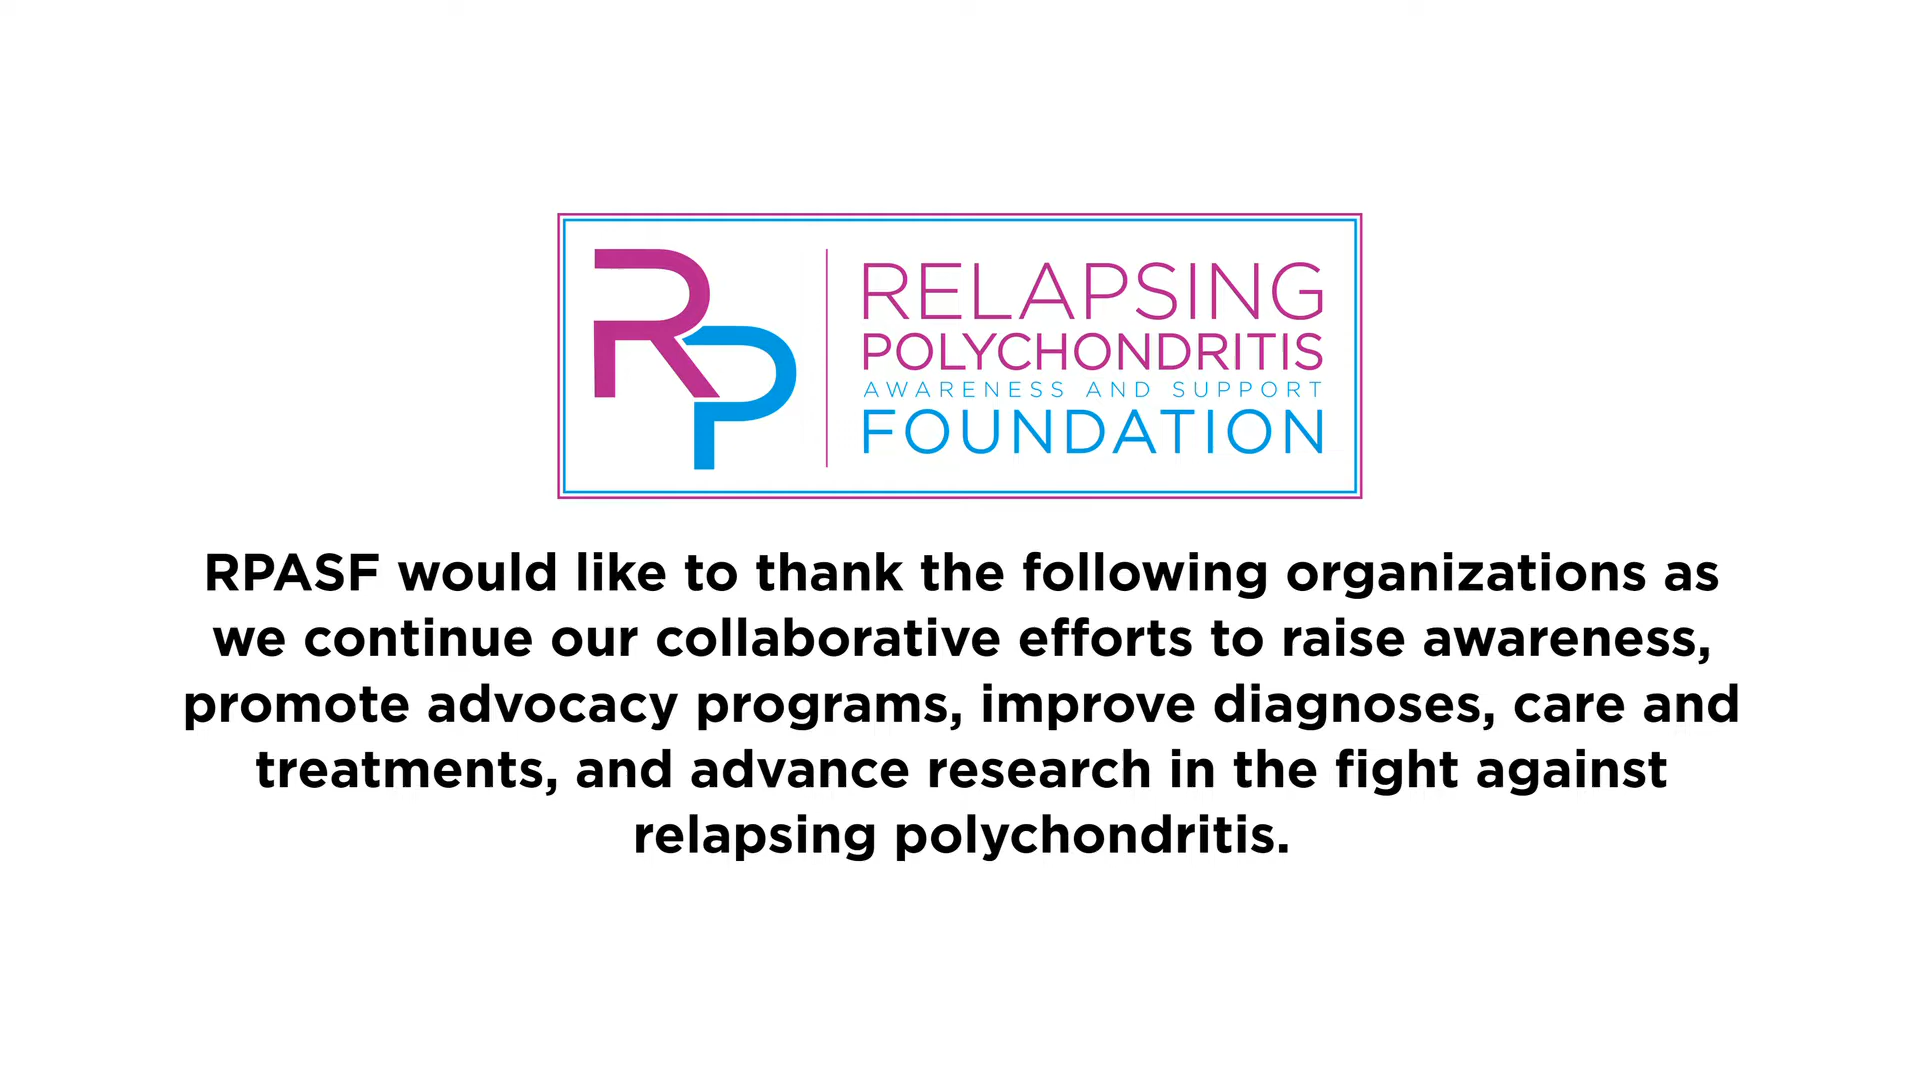 RP
RELAPSING
POLYCHONDRITIS
AWARENESS AND SUPPORT
FOUNDATION
RPASF would like to thank the following organizations as
we continue our collaborative efforts to raise awareness,
promote advocacy programs, improve diagnoses, care and
treatments, and advance research in the fight against
relapsing polychondritis.